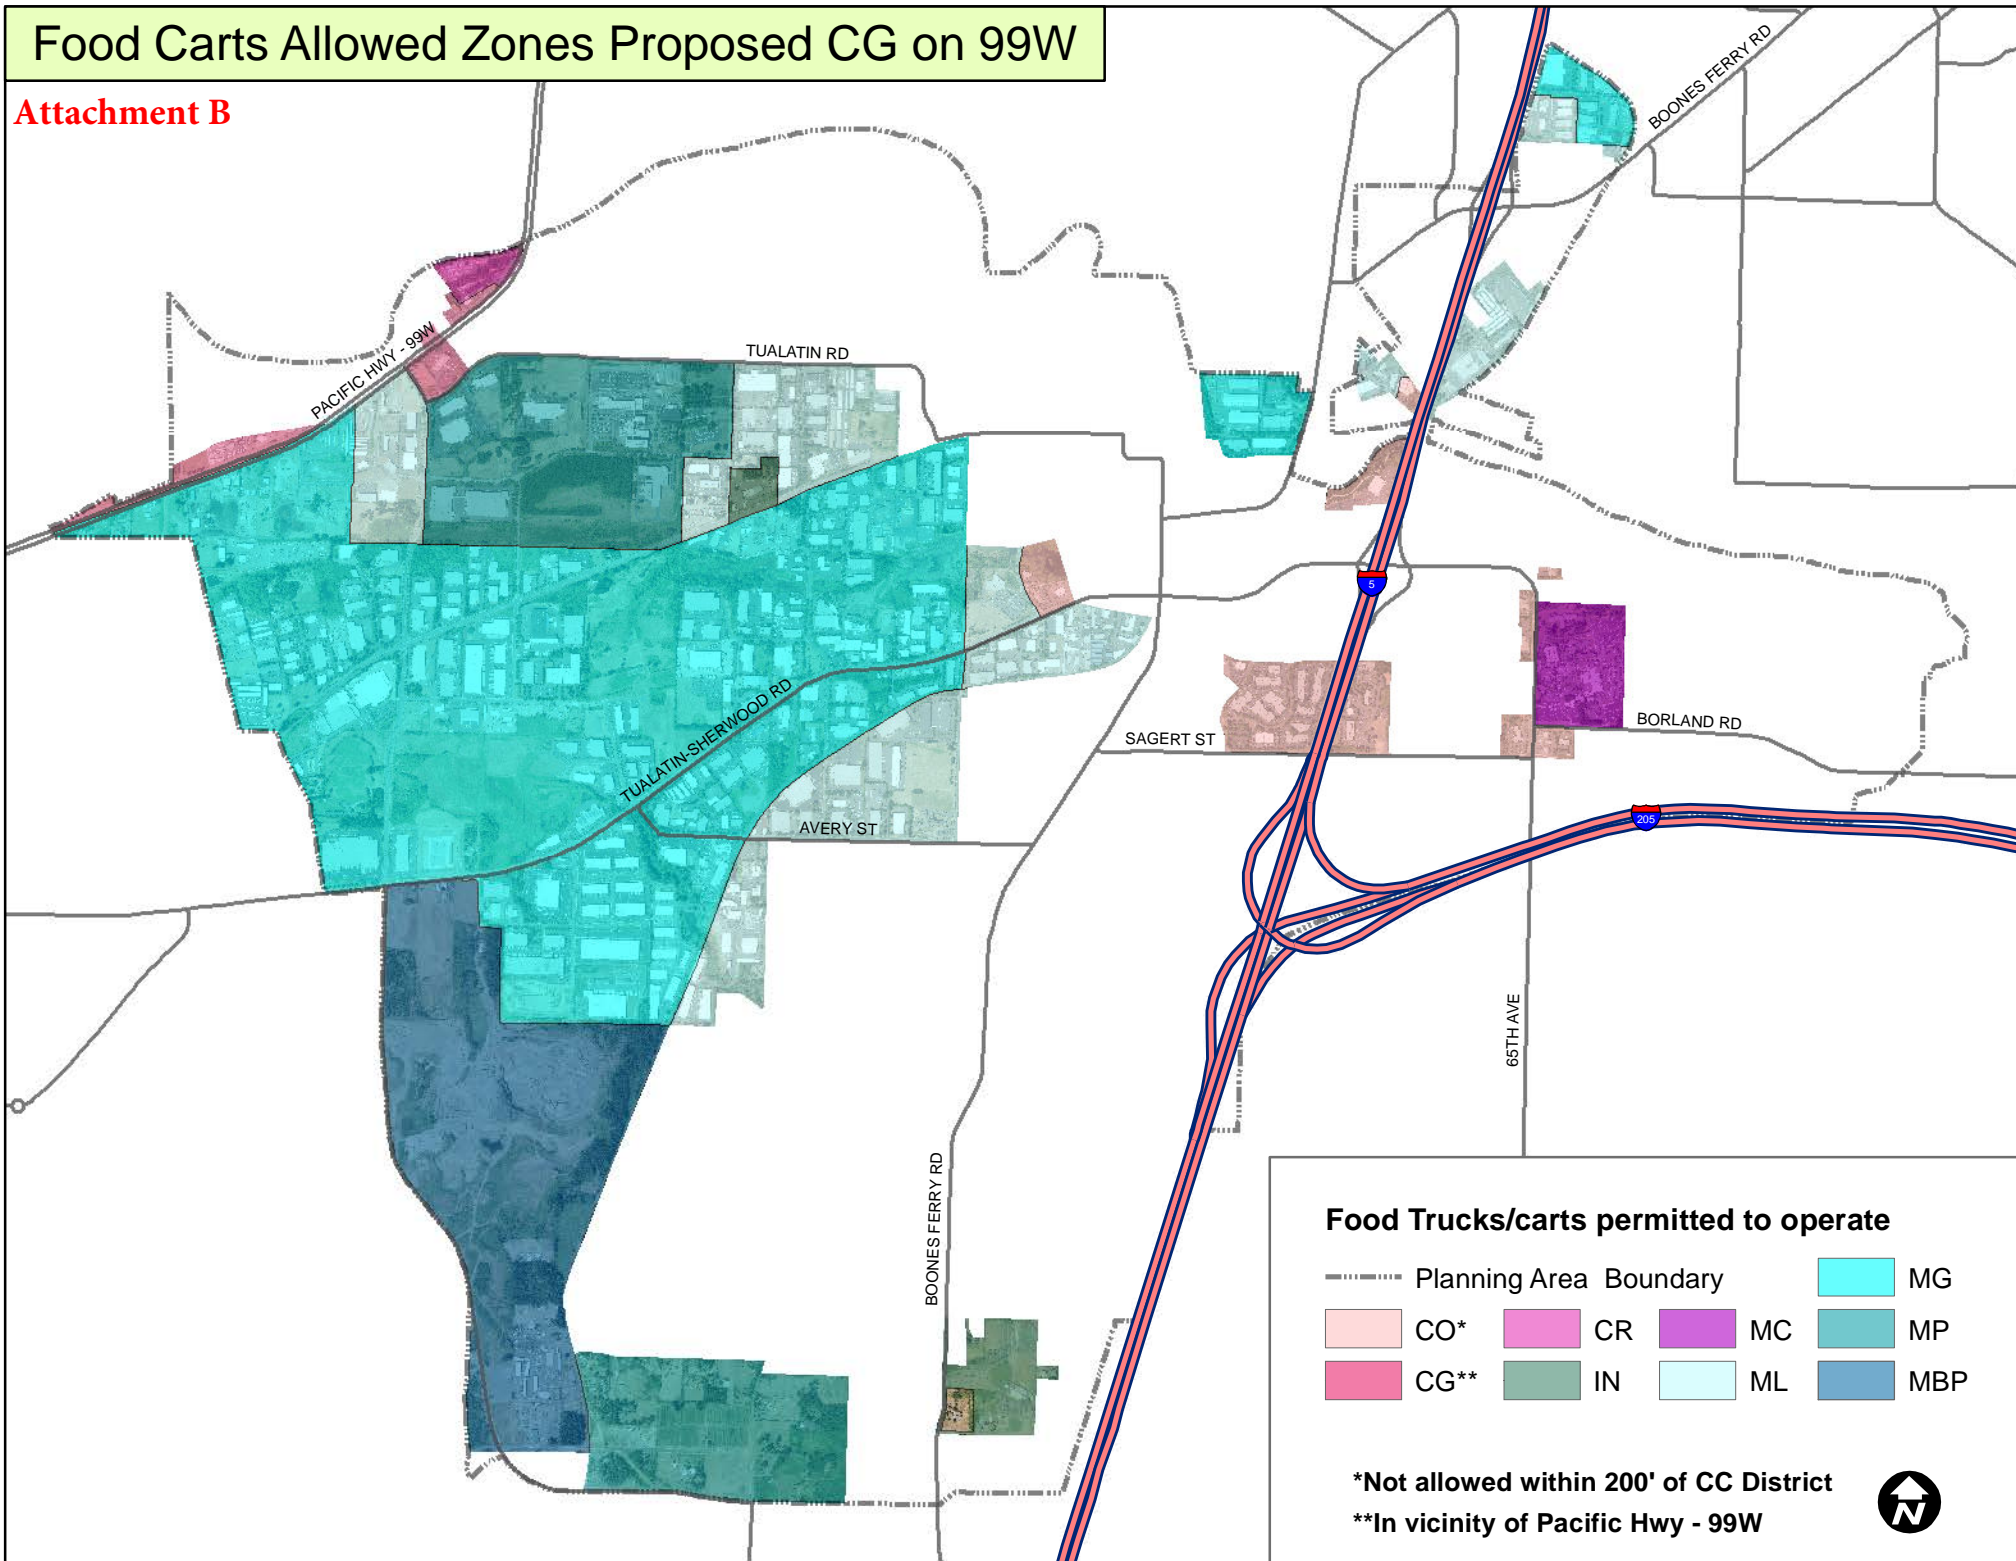 Food Carts Allowed Zones Proposed CG on 99W
Attachment B
BOONES FERRY RD
PACIFIC HWY - 99W
TUALATIN RD
5
TUALATIN-SHERWOOD RD
SAGERT ST
BORLAND RD
AVERY ST
205
65TH AVE
BOONES FERRY RD
Food Trucks/carts permitted to operate
Planning Area Boundary
MG
CO*
CR
MC
MP
CG**
IN
ML
MBP
*Not allowed within 200' of CC District
**In vicinity of Pacific Hwy - 99W
N